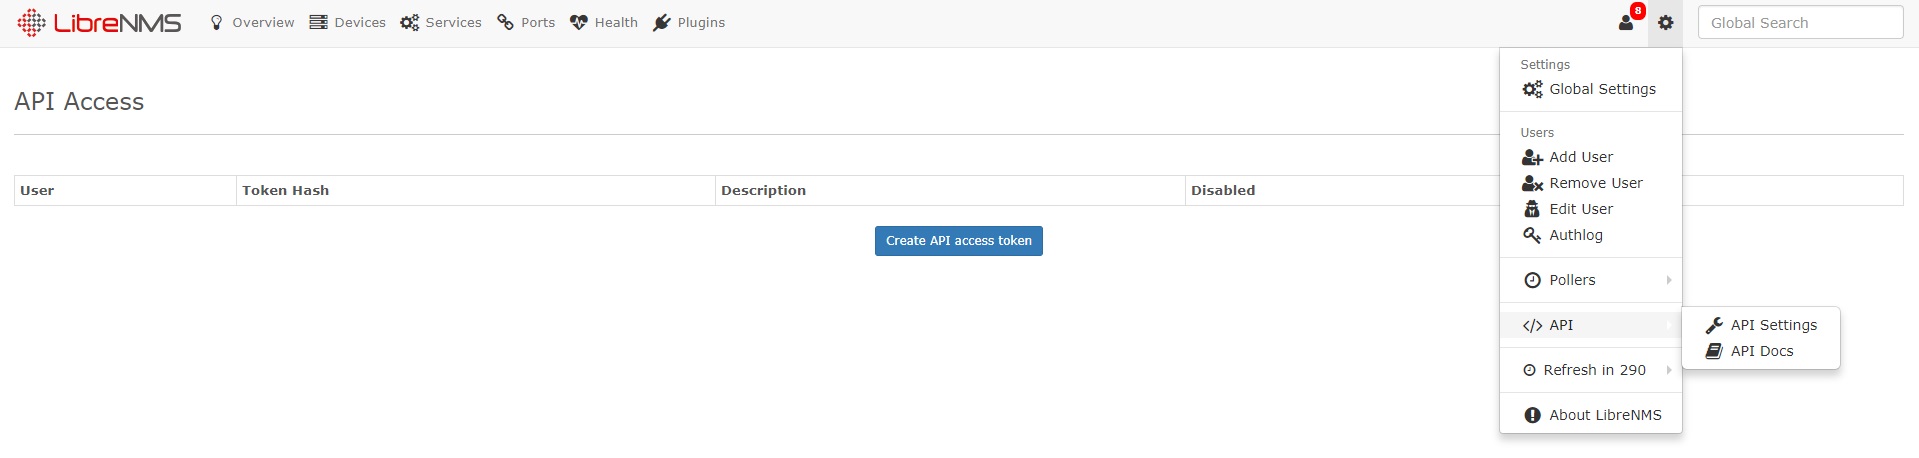 LibreNMS Overview Devices Services Ports Health Plugins 8 Global Search
Settings
Global Settings
API Access
Users
Add User
Remove User
Edit User
Authlog
User Token Hash Description Disabled
Create API access token
Pollers
API
API Settings
API Docs
Refresh in 290
About LibreNMS